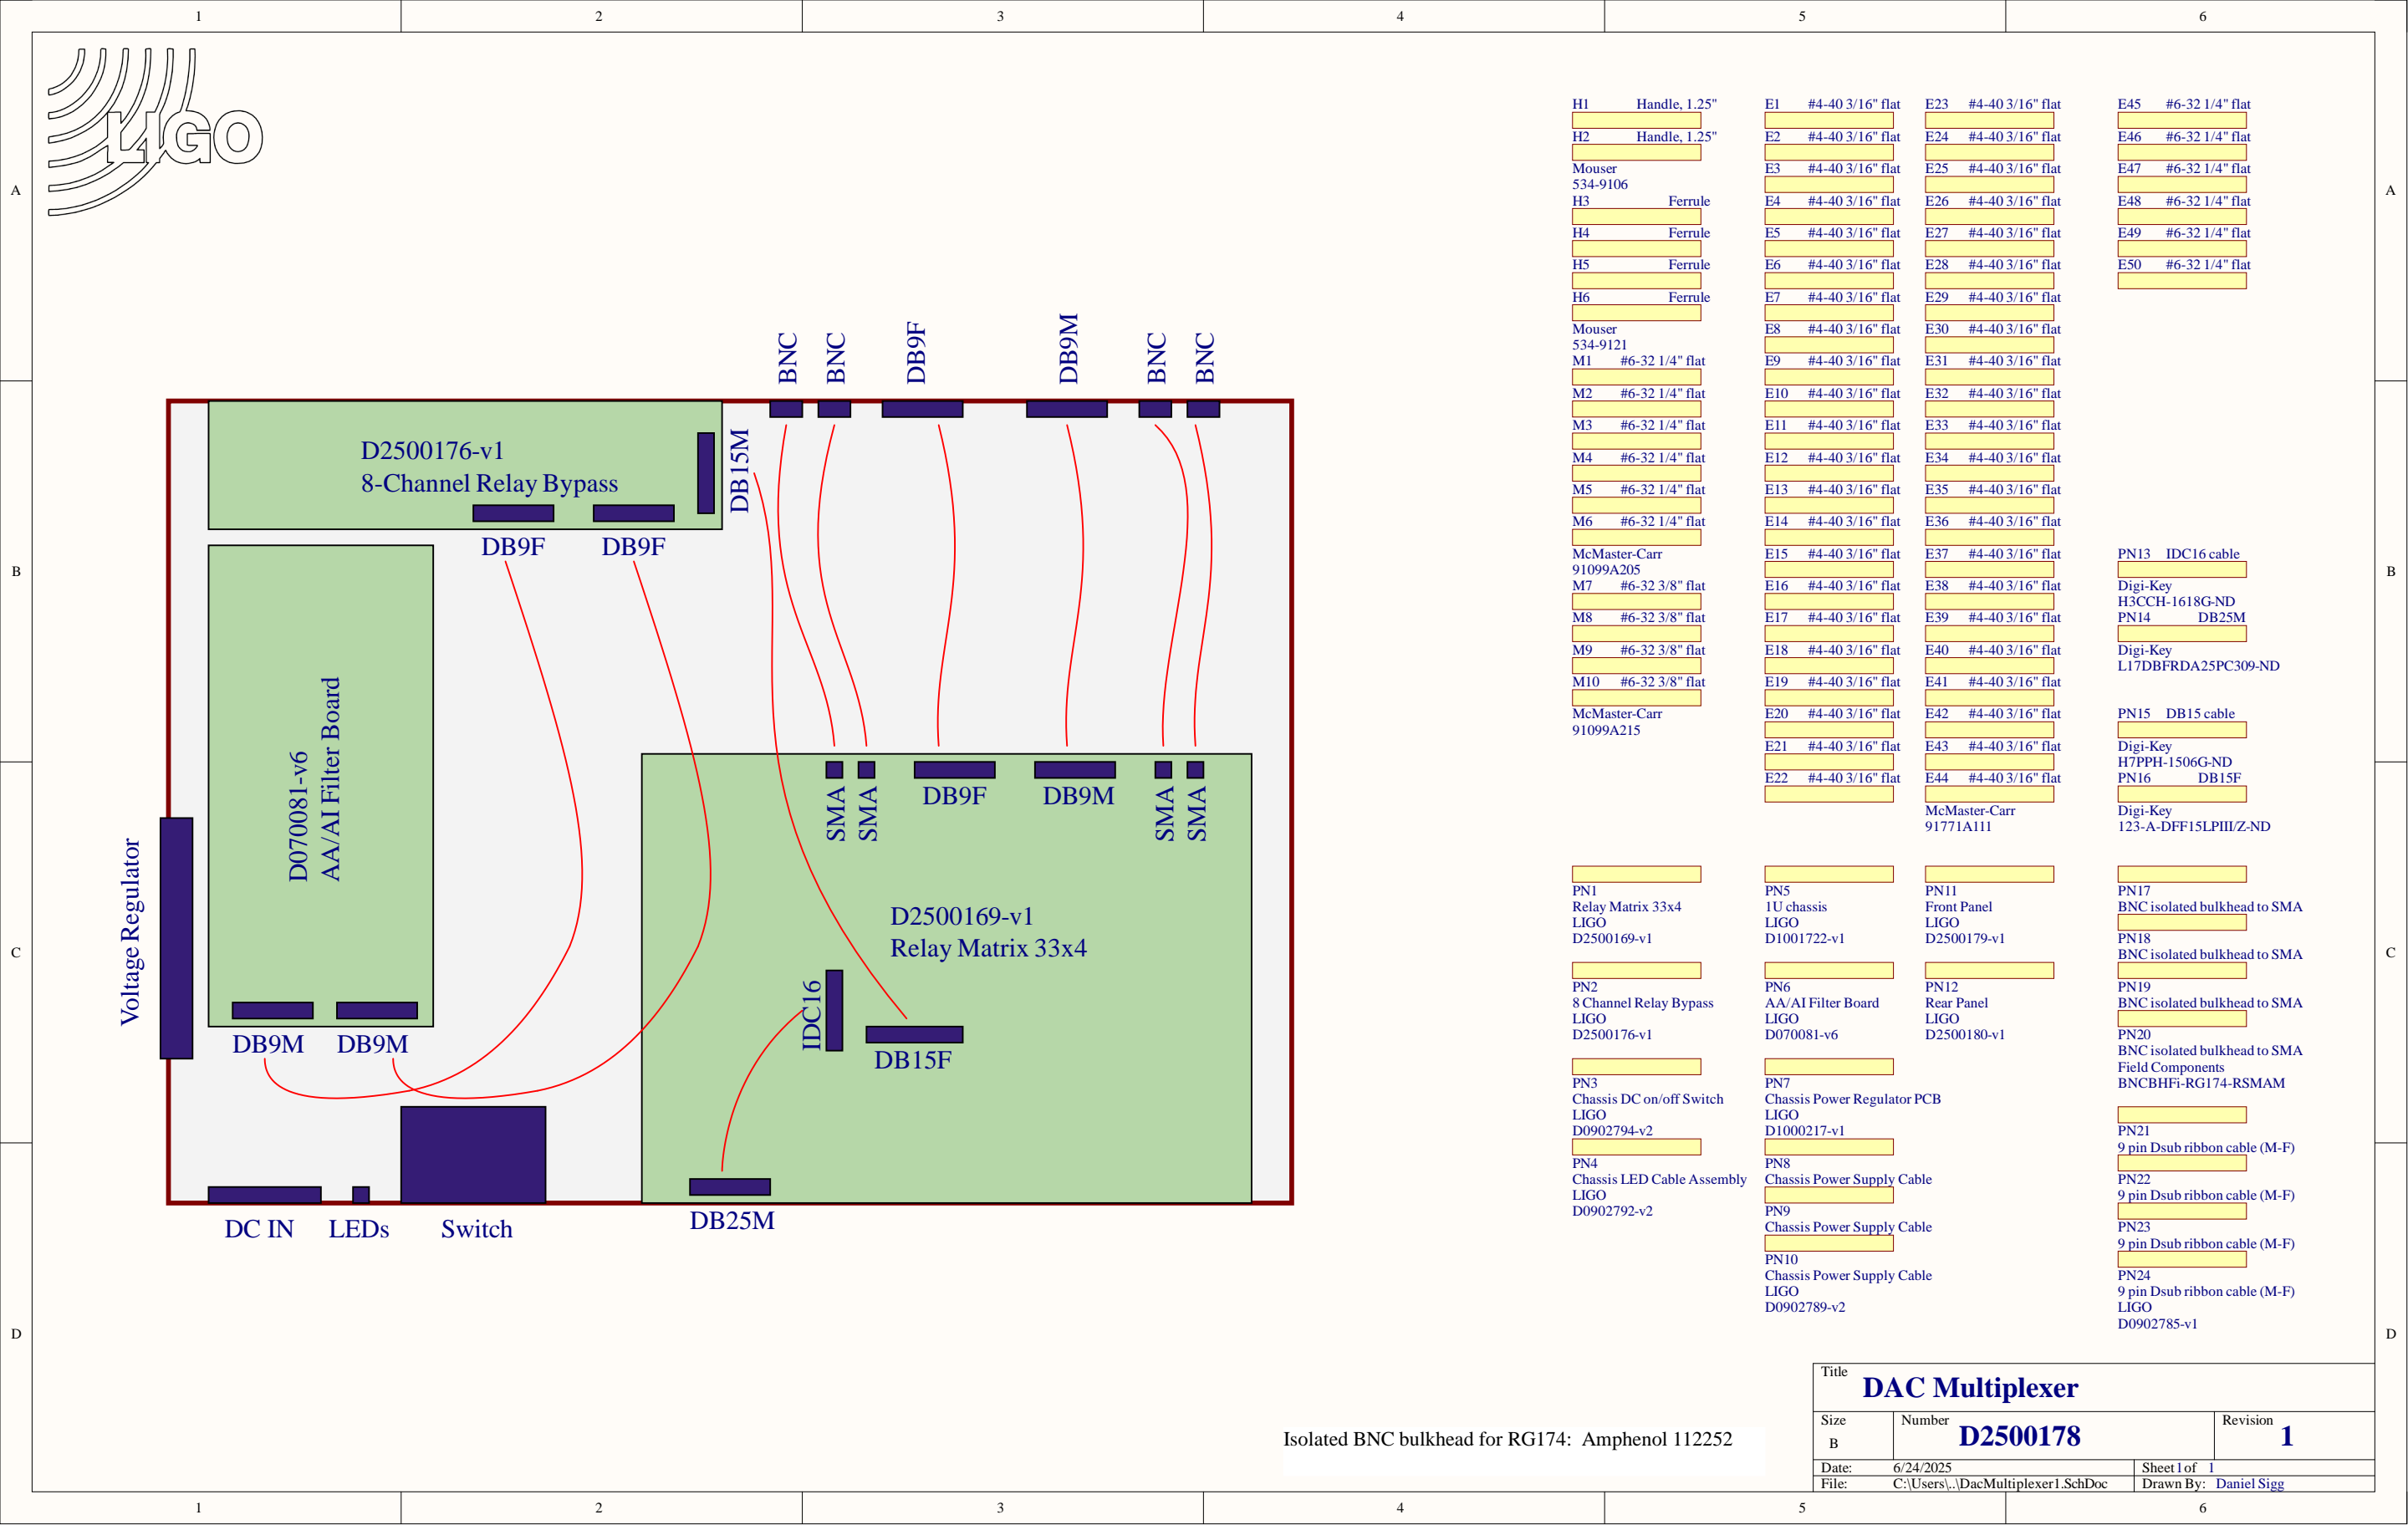 1 2 3 4 5 6
A A
B B
C C
D D
LIGO
BNC
BNC
DB9F
DB9M
BNC
BNC
D2500176-v1
8-Channel Relay Bypass
DB15M
DB9F DB9F
D070081-v6
AA/AI Filter Board
Voltage Regulator
DB9M DB9M
SMA
SMA
DB9F
DB9M
SMA
SMA
D2500169-v1
Relay Matrix 33x4
IDC16
DB15F
DB25M
DC IN LEDs Switch
H1 Handle, 1.25"
H2 Handle, 1.25"
Mouser
534-9106
H3 Ferrule
H4 Ferrule
H5 Ferrule
H6 Ferrule
Mouser
534-9121
M1 #6-32 1/4" flat
M2 #6-32 1/4" flat
M3 #6-32 1/4" flat
M4 #6-32 1/4" flat
M5 #6-32 1/4" flat
M6 #6-32 1/4" flat
McMaster-Carr
91099A205
M7 #6-32 3/8" flat
M8 #6-32 3/8" flat
M9 #6-32 3/8" flat
M10 #6-32 3/8" flat
McMaster-Carr
91099A215
E1 #4-40 3/16" flat
E2 #4-40 3/16" flat
E3 #4-40 3/16" flat
E4 #4-40 3/16" flat
E5 #4-40 3/16" flat
E6 #4-40 3/16" flat
E7 #4-40 3/16" flat
E8 #4-40 3/16" flat
E9 #4-40 3/16" flat
E10 #4-40 3/16" flat
E11 #4-40 3/16" flat
E12 #4-40 3/16" flat
E13 #4-40 3/16" flat
E14 #4-40 3/16" flat
E15 #4-40 3/16" flat
E16 #4-40 3/16" flat
E17 #4-40 3/16" flat
E18 #4-40 3/16" flat
E19 #4-40 3/16" flat
E20 #4-40 3/16" flat
E21 #4-40 3/16" flat
E22 #4-40 3/16" flat
E23 #4-40 3/16" flat
E24 #4-40 3/16" flat
E25 #4-40 3/16" flat
E26 #4-40 3/16" flat
E27 #4-40 3/16" flat
E28 #4-40 3/16" flat
E29 #4-40 3/16" flat
E30 #4-40 3/16" flat
E31 #4-40 3/16" flat
E32 #4-40 3/16" flat
E33 #4-40 3/16" flat
E34 #4-40 3/16" flat
E35 #4-40 3/16" flat
E36 #4-40 3/16" flat
E37 #4-40 3/16" flat
E38 #4-40 3/16" flat
E39 #4-40 3/16" flat
E40 #4-40 3/16" flat
E41 #4-40 3/16" flat
E42 #4-40 3/16" flat
E43 #4-40 3/16" flat
E44 #4-40 3/16" flat
McMaster-Carr
91771A111
E45 #6-32 1/4" flat
E46 #6-32 1/4" flat
E47 #6-32 1/4" flat
E48 #6-32 1/4" flat
E49 #6-32 1/4" flat
E50 #6-32 1/4" flat
PN13 IDC16 cable
Digi-Key
H3CCH-1618G-ND
PN14 DB25M
Digi-Key
L17DBFRDA25PC309-ND
PN15 DB15 cable
Digi-Key
H7PPH-1506G-ND
PN16 DB15F
Digi-Key
123-A-DFF15LPIII/Z-ND
PN1
Relay Matrix 33x4
LIGO
D2500169-v1
PN2
8 Channel Relay Bypass
LIGO
D2500176-v1
PN3
Chassis DC on/off Switch
LIGO
D0902794-v2
PN4
Chassis LED Cable Assembly
LIGO
D0902792-v2
PN5
1U chassis
LIGO
D1001722-v1
PN6
AA/AI Filter Board
LIGO
D070081-v6
PN7
Chassis Power Regulator PCB
LIGO
D1000217-v1
PN8
Chassis Power Supply Cable
PN9
Chassis Power Supply Cable
PN10
Chassis Power Supply Cable
LIGO
D0902789-v2
PN11
Front Panel
LIGO
D2500179-v1
PN12
Rear Panel
LIGO
D2500180-v1
PN17
BNC isolated bulkhead to SMA
PN18
BNC isolated bulkhead to SMA
PN19
BNC isolated bulkhead to SMA
PN20
BNC isolated bulkhead to SMA
Field Components
BNCBHFi-RG174-RSMAM
PN21
9 pin Dsub ribbon cable (M-F)
PN22
9 pin Dsub ribbon cable (M-F)
PN23
9 pin Dsub ribbon cable (M-F)
PN24
9 pin Dsub ribbon cable (M-F)
LIGO
D0902785-v1
Isolated BNC bulkhead for RG174: Amphenol 112252
Title DAC Multiplexer
Size B Number D2500178 Revision 1
Date: 6/24/2025 Sheet 1 of 1
File: C:\Users\..\DacMultiplexer1.SchDoc Drawn By: Daniel Sigg
1 2 3 4 5 6